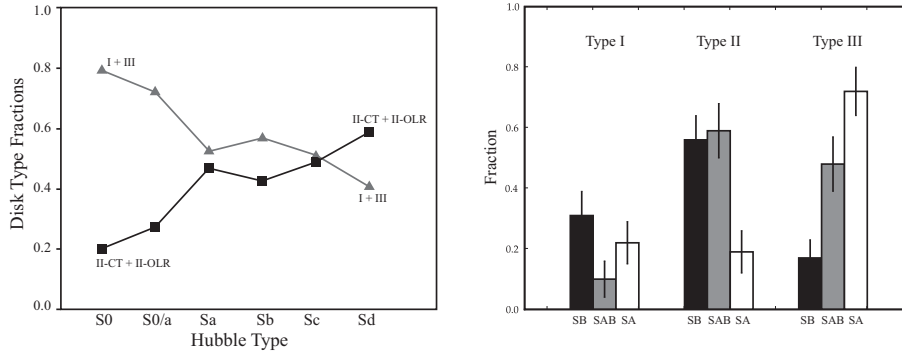 1.0
0.8
0.6
0.4
0.2
0.0
Disk Type Fractions
I + III
II-CT + II-OLR
II-CT + II-OLR
I + III
S0 S0/a Sa Sb Sc Sd
Hubble Type
1.0
0.8
0.6
0.4
0.2
0.0
Fraction
Type I Type II Type III
SB SAB SA SB SAB SA SB SAB SA